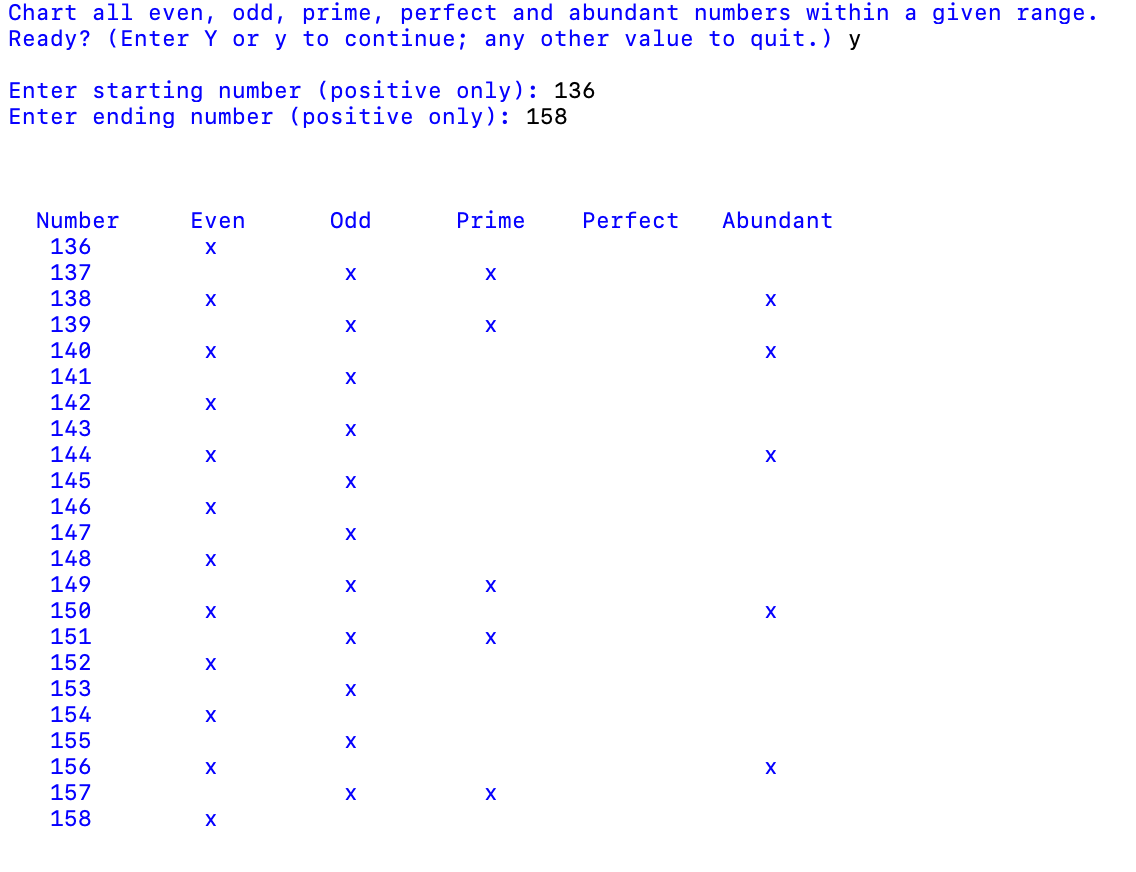 Chart all even, odd, prime, perfect and abundant numbers within a given range.
Ready? (Enter Y or y to continue; any other value to quit.) y
Enter starting number (positive only): 136
Enter ending number (positive only): 158
Number Even Odd Prime Perfect Abundant
136 x
137 x x
138 x x
139 x x
140 x x
141 x
142 x
143 x
144 x x
145 x
146 x
147 x
148 x
149 x x
150 x x
151 x x
152 x
153 x
154 x
155 x
156 x x
157 x x
158 x